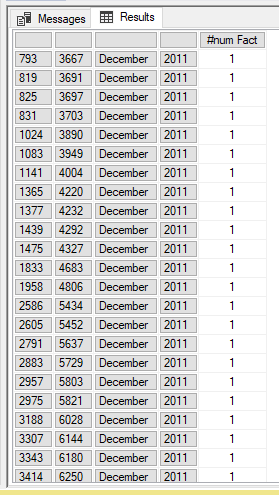 Messages Results
#num Fact
793 3667 December 2011 1
819 3691 December 2011 1
825 3697 December 2011 1
831 3703 December 2011 1
1024 3890 December 2011 1
1083 3949 December 2011 1
1141 4004 December 2011 1
1365 4220 December 2011 1
1377 4232 December 2011 1
1439 4292 December 2011 1
1475 4327 December 2011 1
1833 4683 December 2011 1
1958 4806 December 2011 1
2586 5434 December 2011 1
2605 5452 December 2011 1
2791 5637 December 2011 1
2883 5729 December 2011 1
2957 5803 December 2011 1
2975 5821 December 2011 1
3188 6028 December 2011 1
3307 6144 December 2011 1
3343 6180 December 2011 1
3414 6250 December 2011 1